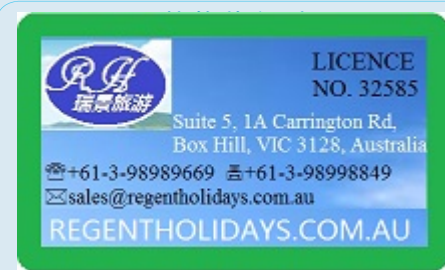 RH
瑞景旅游
LICENCE
NO. 32585
Suite 5, 1A Carrington Rd,
Box Hill, VIC 3128, Australia
☏+61-3-98989669 +61-3-98998849
✉sales@regentholidays.com.au
REGENTHOLIDAYS.COM.AU